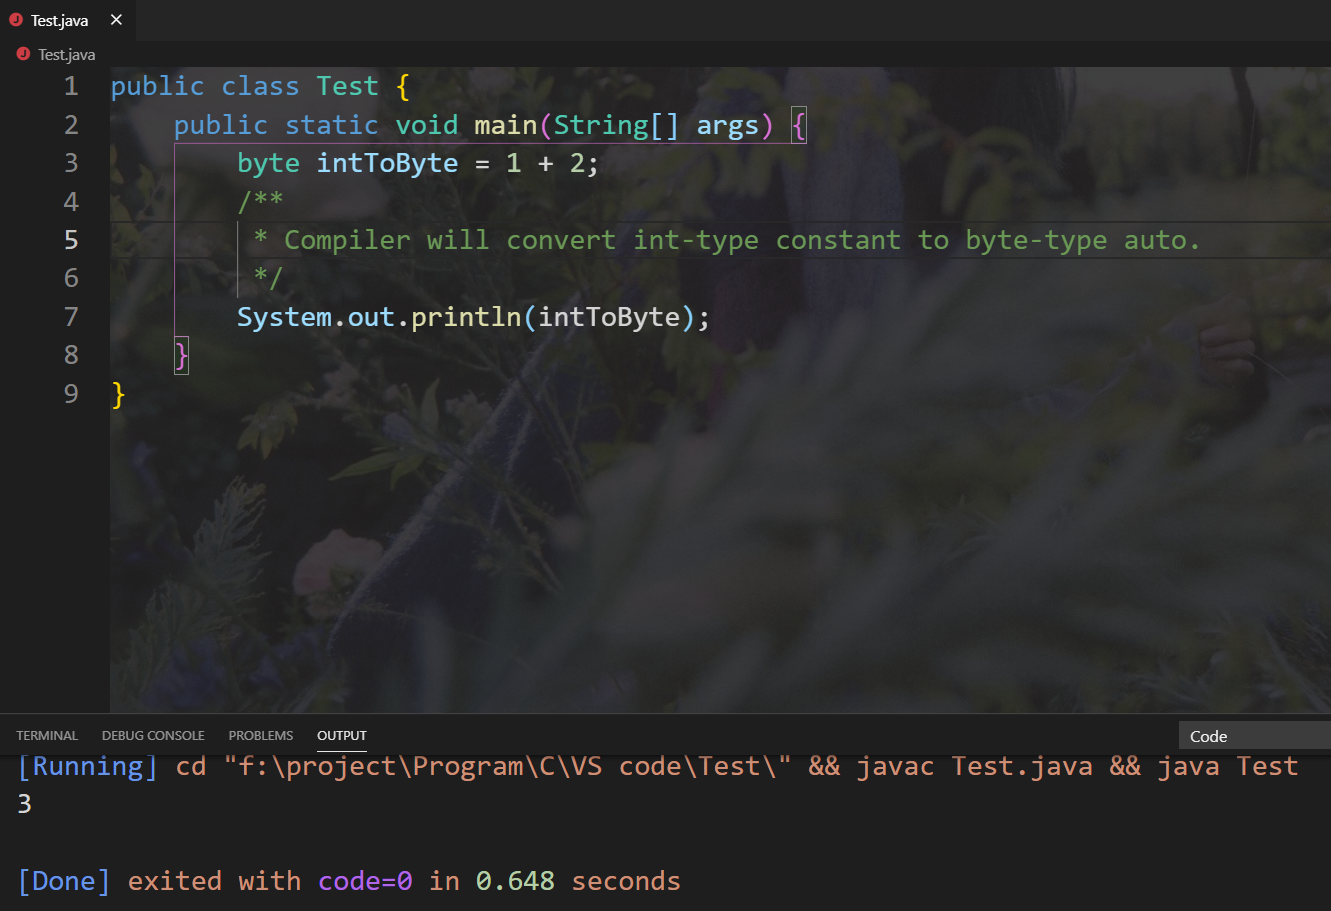 Test.java ×
Test.java
1 public class Test {
2     public static void main(String[] args) {
3         byte intToByte = 1 + 2;
4         /**
5          * Compiler will convert int-type constant to byte-type auto.
6          */
7         System.out.println(intToByte);
8     }
9 }
TERMINAL DEBUG CONSOLE PROBLEMS OUTPUT Code
[Running] cd "f:\project\Program\C\VS code\Test\" && javac Test.java && java Test
3
[Done] exited with code=0 in 0.648 seconds